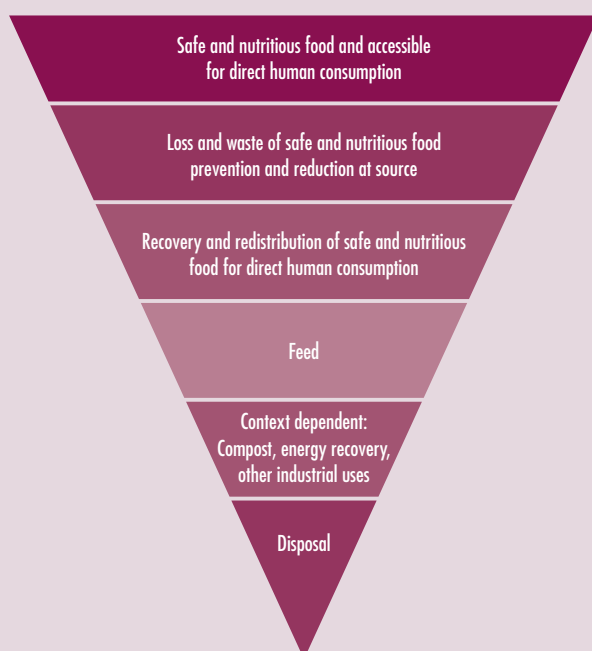 Safe and nutritious food and accessible
for direct human consumption
Loss and waste of safe and nutritious food
prevention and reduction at source
Recovery and redistribution of safe and nutritious
food for direct human consumption
Feed
Context dependent:
Compost, energy recovery,
other industrial uses
Disposal